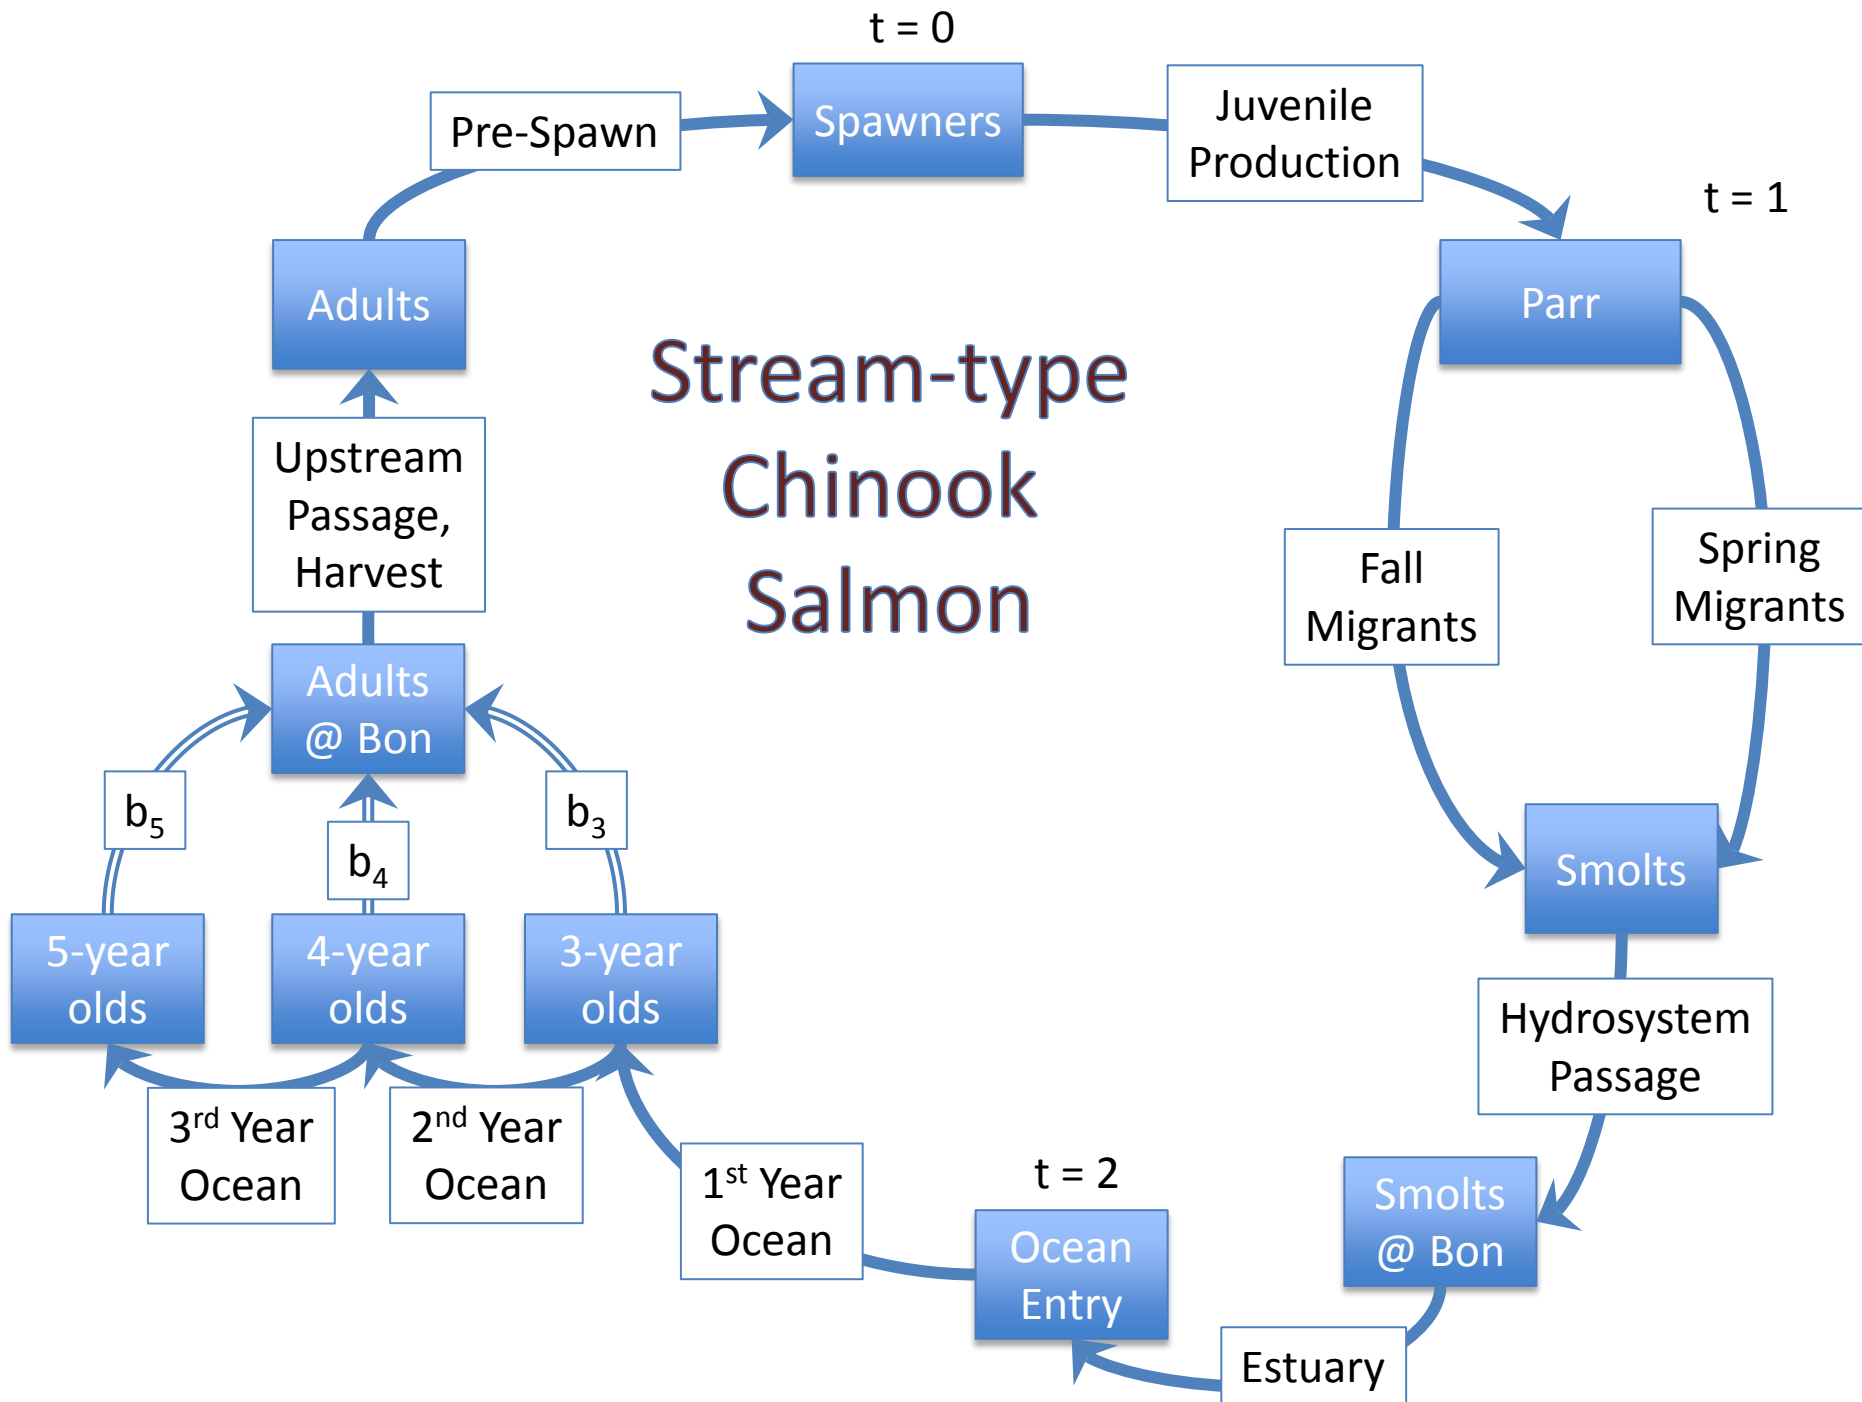 t = 0
Pre-Spawn
Spawners
Juvenile
Production
t = 1
Adults
Parr
Stream-type
Chinook
Salmon
Upstream
Passage,
Harvest
Fall
Migrants
Spring
Migrants
Adults
@ Bon
b5
b4
b3
Smolts
5-year
olds
4-year
olds
3-year
olds
Hydrosystem
Passage
3rd Year
Ocean
2nd Year
Ocean
1st Year
Ocean
t = 2
Ocean
Entry
Smolts
@ Bon
Estuary